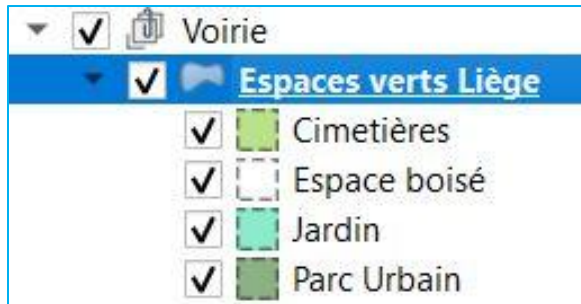 Voirie
Espaces verts Liège
Cimetières
Espace boisé
Jardin
Parc Urbain